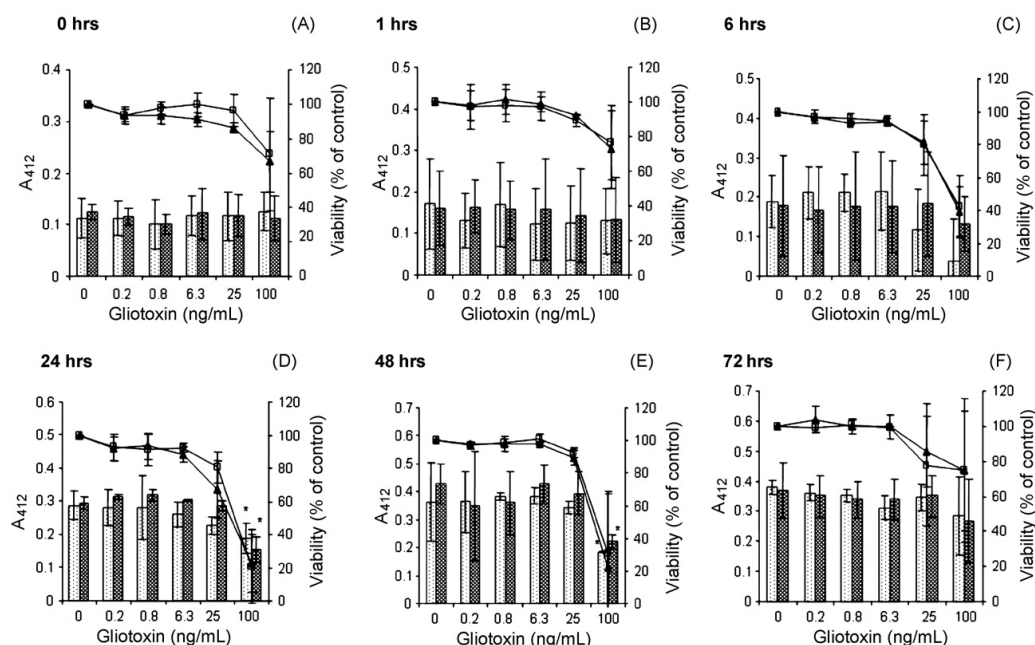 0 hrs (A)
0.4 0.3 0.2 0.1 0
A412
120 100 80 60 40 20 0
Viability (% of control)
0 0.2 0.8 6.3 25 100
Gliotoxin (ng/mL)
1 hrs (B)
0.5 0.4 0.3 0.2 0.1 0
A412
120 100 80 60 40 20 0
Viability (% of control)
0 0.2 0.8 6.3 25 100
Gliotoxin (ng/mL)
6 hrs (C)
0.5 0.4 0.3 0.2 0.1 0
A412
120 100 80 60 40 20 0
Viability (% of control)
0 0.2 0.8 6.3 25 100
Gliotoxin (ng/mL)
24 hrs (D)
0.6 0.5 0.4 0.3 0.2 0.1 0
A412
120 100 80 60 40 20 0
Viability (% of control)
* *
0 0.2 0.8 6.3 25 100
Gliotoxin (ng/mL)
48 hrs (E)
0.7 0.6 0.5 0.4 0.3 0.2 0.1 0
A412
120 100 80 60 40 20 0
Viability (% of control)
* *
0 0.2 0.8 6.3 25 100
Gliotoxin (ng/mL)
72 hrs (F)
0.7 0.6 0.5 0.4 0.3 0.2 0.1 0
A412
120 100 80 60 40 20 0
Viability (% of control)
0 0.2 0.8 6.3 25 100
Gliotoxin (ng/mL)